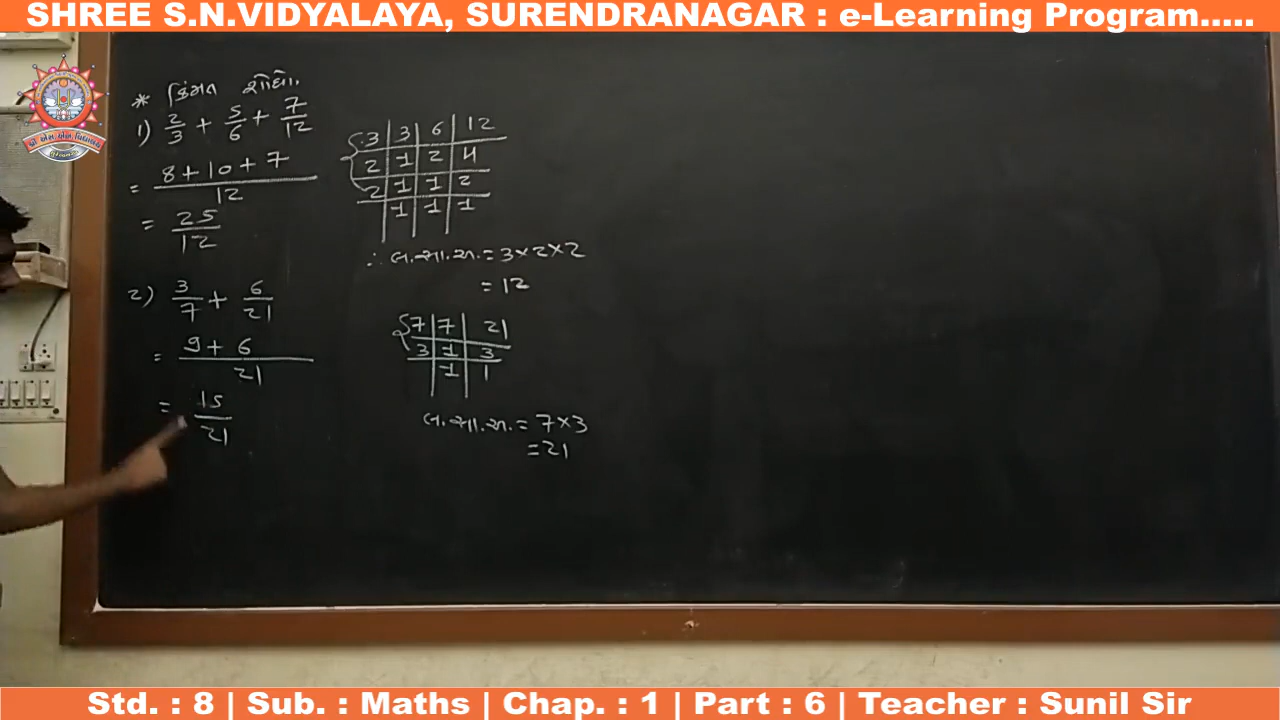 SHREE S.N.VIDYALAYA, SURENDRANAGAR : e-Learning Program.....
* કિંમત શોધો.
1) 2/3 + 5/6 + 7/12
= 8 + 10 + 7 / 12
= 25/12
3 | 3 | 6 | 12
2 | 1 | 2 | 4
2 | 1 | 1 | 2
| 1 | 1 | 1
∴ લ.સા.અ. = 3×2×2
= 12
2) 3/7 + 6/21
= 9 + 6 / 21
= 15/21
7 | 7 | 21
3 | 1 | 3
| 1 | 1
લ.સા.અ. = 7×3
= 21
Std. : 8 | Sub. : Maths | Chap. : 1 | Part : 6 | Teacher : Sunil Sir